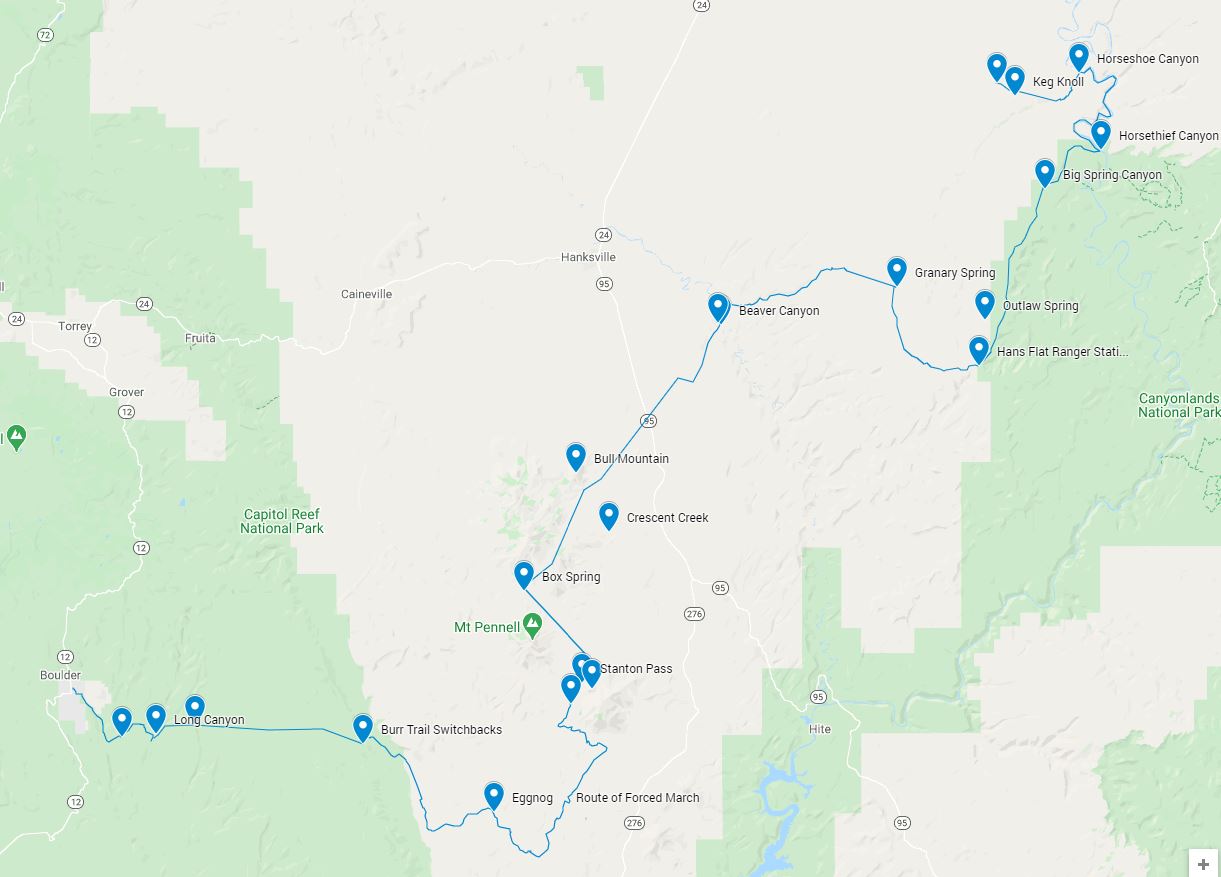 24
72
Horseshoe Canyon
Keg Knoll
Horsethief Canyon
Big Spring Canyon
24
Hanksville
Granary Spring
95
Caineville
24
Outlaw Spring
Beaver Canyon
24
Torrey
12
Fruita
Hans Flat Ranger Stati...
Grover
Canyonlands
National Park
12
95
Bull Mountain
Capitol Reef
National Park
Crescent Creek
12
Box Spring
95
276
Mt Pennell
12
Stanton Pass
Boulder
95
Long Canyon
Burr Trail Switchbacks
Hite
Eggnog
Route of Forced March
12
276
95